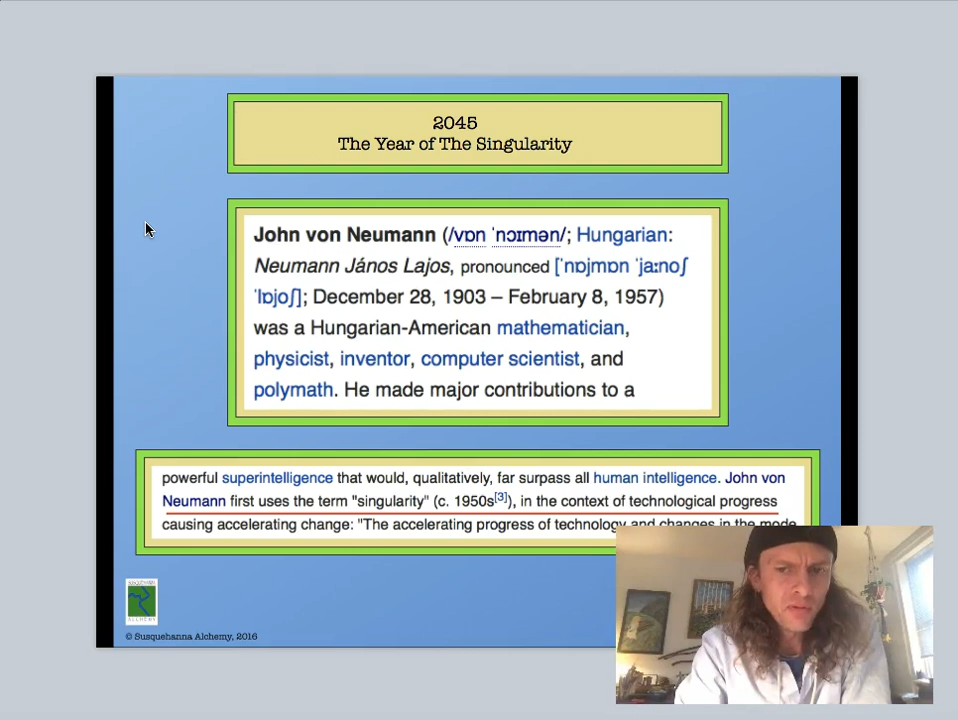 2045
The Year of The Singularity
John von Neumann (/vɒn ˈnɔɪmən/; Hungarian:
Neumann János Lajos, pronounced [ˈnɒjmɒn ˈjaːnoʃ
ˈlɒjoʃ]; December 28, 1903 – February 8, 1957)
was a Hungarian-American mathematician,
physicist, inventor, computer scientist, and
polymath. He made major contributions to a
powerful superintelligence that would, qualitatively, far surpass all human intelligence. John von
Neumann first uses the term "singularity" (c. 1950s[3]), in the context of technological progress
causing accelerating change: "The accelerating progress of technology and changes in the mode
SUSQUEHANNA
ALCHEMY
© Susquehanna Alchemy, 2016